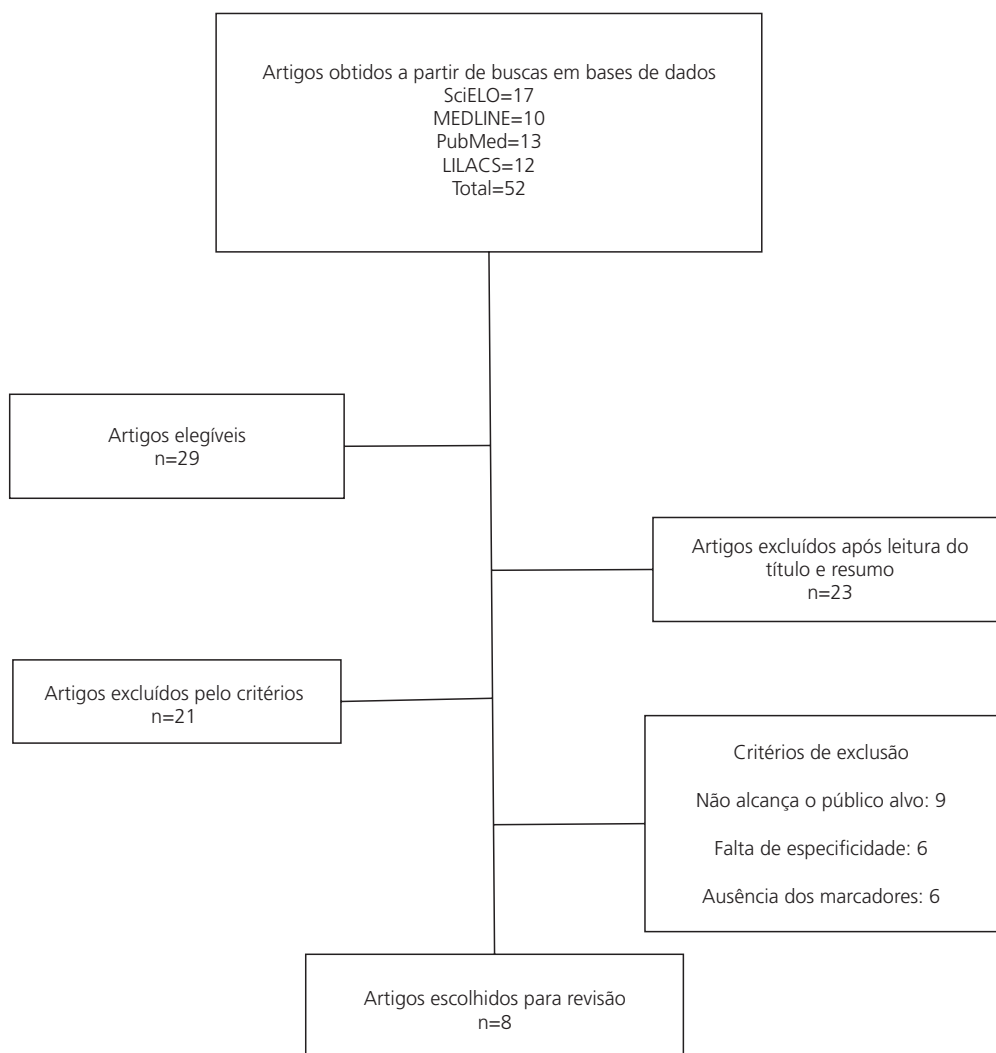 Artigos obtidos a partir de buscas em bases de dados
SciELO=17
MEDLINE=10
PubMed=13
LILACS=12
Total=52
Artigos elegíveis
n=29
Artigos excluídos após leitura do
título e resumo
n=23
Artigos excluídos pelo critérios
n=21
Critérios de exclusão
Não alcança o público alvo: 9
Falta de especificidade: 6
Ausência dos marcadores: 6
Artigos escolhidos para revisão
n=8